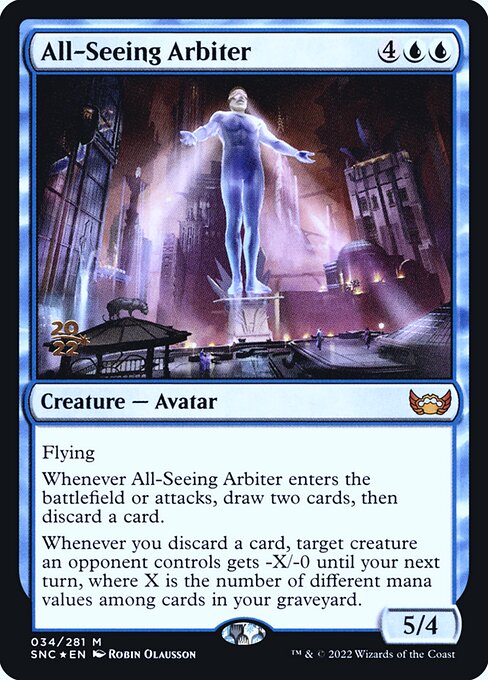 All-Seeing Arbiter 4
20
22
Creature — Avatar
Flying
Whenever All-Seeing Arbiter enters the
battlefield or attacks, draw two cards, then
discard a card.
Whenever you discard a card, target creature
an opponent controls gets -X/-0 until your next
turn, where X is the number of different mana
values among cards in your graveyard.
5/4
034/281 M
SNC ★ EN Robin Olausson
™ & © 2022 Wizards of the Coast